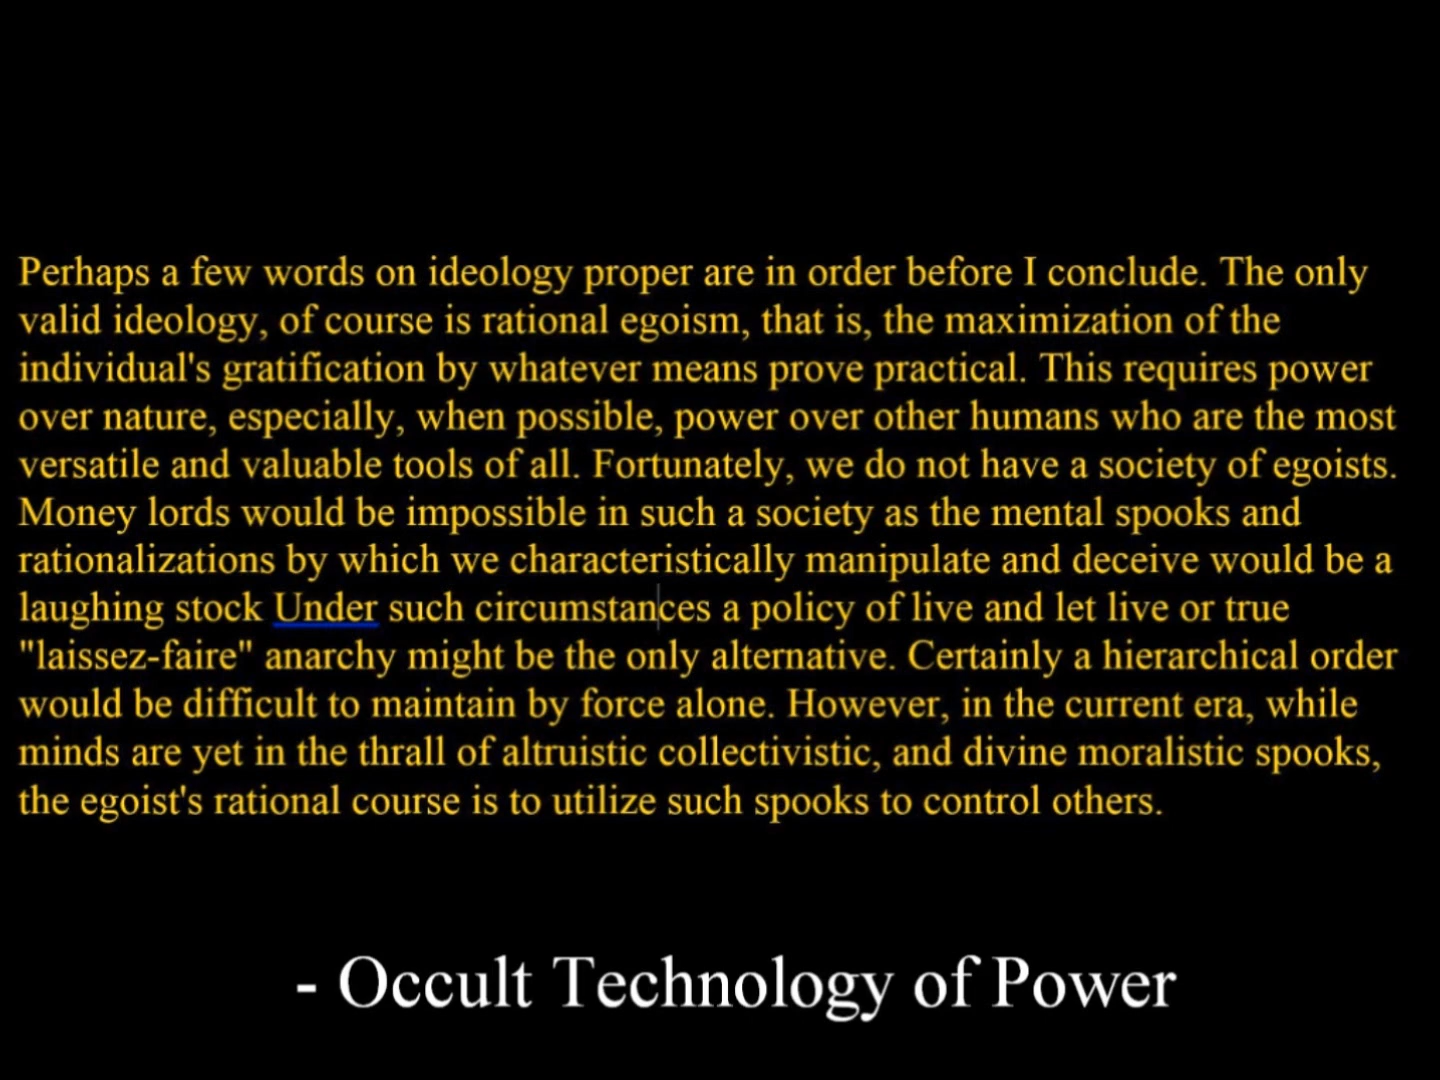 Perhaps a few words on ideology proper are in order before I conclude. The only
valid ideology, of course is rational egoism, that is, the maximization of the
individual's gratification by whatever means prove practical. This requires power
over nature, especially, when possible, power over other humans who are the most
versatile and valuable tools of all. Fortunately, we do not have a society of egoists.
Money lords would be impossible in such a society as the mental spooks and
rationalizations by which we characteristically manipulate and deceive would be a
laughing stock Under such circumstances a policy of live and let live or true
"laissez-faire" anarchy might be the only alternative. Certainly a hierarchical order
would be difficult to maintain by force alone. However, in the current era, while
minds are yet in the thrall of altruistic collectivistic, and divine moralistic spooks,
the egoist's rational course is to utilize such spooks to control others.
- Occult Technology of Power